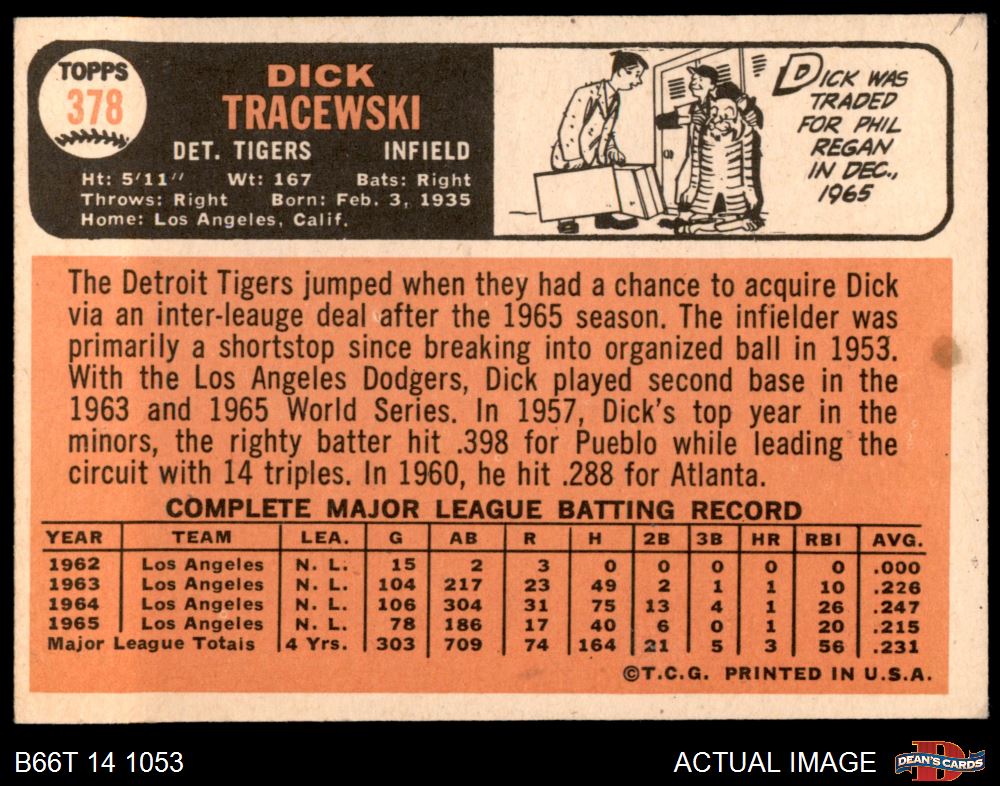 TOPPS
378
DICK
TRACEWSKI
DET. TIGERS INFIELD
Ht: 5'11" Wt: 167 Bats: Right
Throws: Right Born: Feb. 3, 1935
Home: Los Angeles, Calif.
DICK WAS
TRADED
FOR PHIL
REGAN
IN DEC.,
1965
The Detroit Tigers jumped when they had a chance to acquire Dick
via an inter-leauge deal after the 1965 season. The infielder was
primarily a shortstop since breaking into organized ball in 1953.
With the Los Angeles Dodgers, Dick played second base in the
1963 and 1965 World Series. In 1957, Dick's top year in the
minors, the righty batter hit .398 for Pueblo while leading the
circuit with 14 triples. In 1960, he hit .288 for Atlanta.
COMPLETE MAJOR LEAGUE BATTING RECORD
YEAR TEAM LEA. G AB R H 2B 3B HR RBI AVG.
1962 Los Angeles N. L. 15 2 3 0 0 0 0 0 .000
1963 Los Angeles N. L. 104 217 23 49 2 1 1 10 .226
1964 Los Angeles N. L. 106 304 31 75 13 4 1 26 .247
1965 Los Angeles N. L. 78 186 17 40 6 0 1 20 .215
Major League Totals 4 Yrs. 303 709 74 164 21 5 3 56 .231
©T.C.G. PRINTED IN U.S.A.
B66T 14 1053 ACTUAL IMAGE DEAN'S CARDS